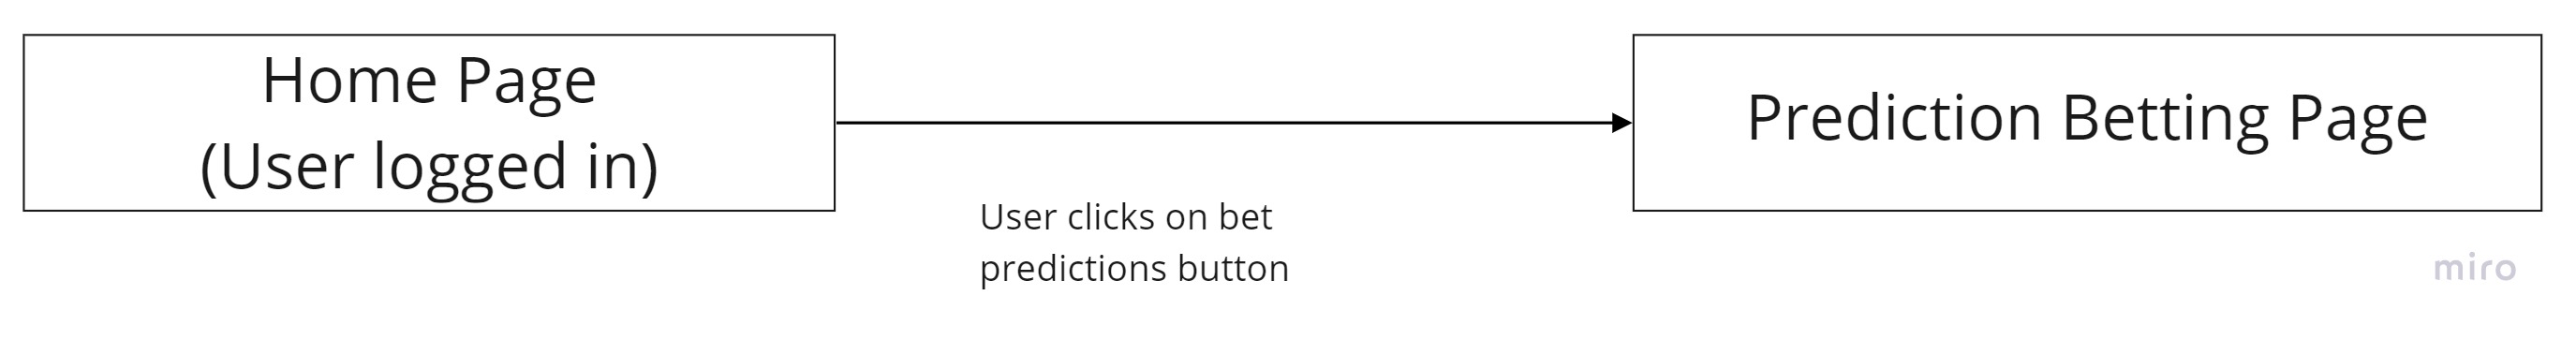 Home Page
(User logged in)
Prediction Betting Page
User clicks on bet
predictions button
miro